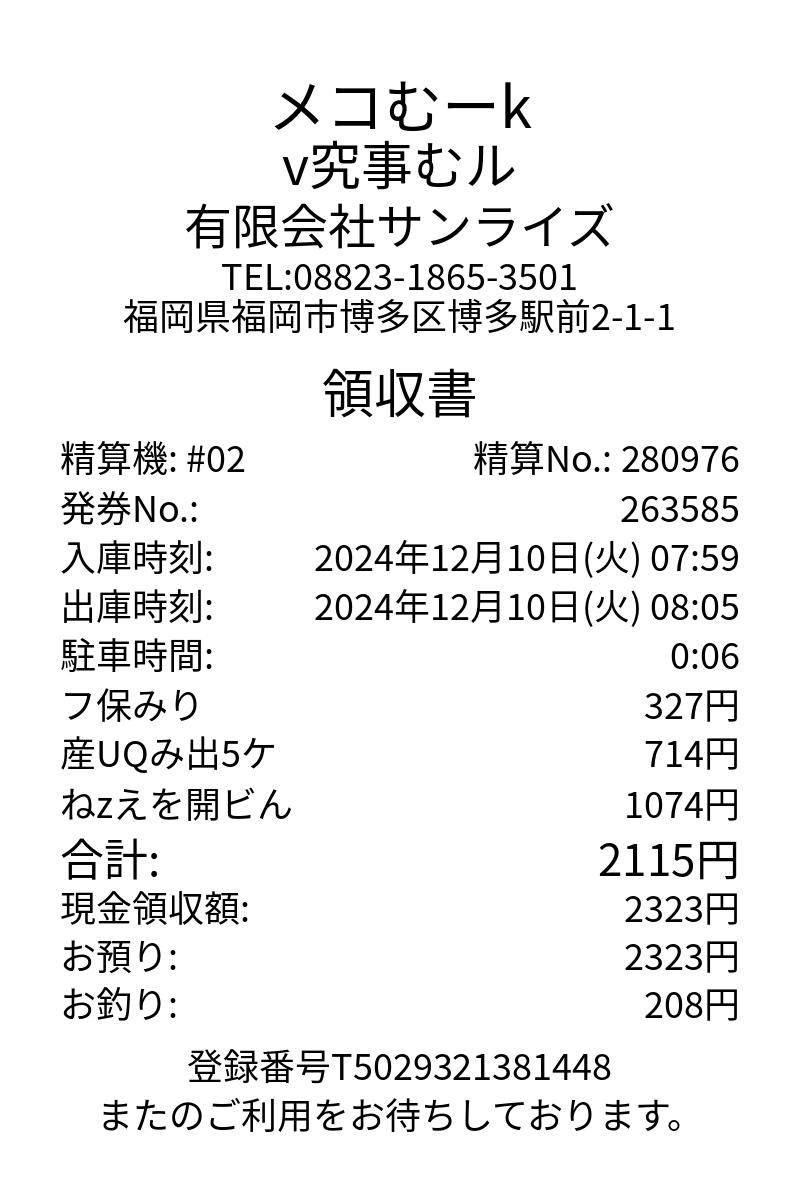 メコむーk
v究事むル
有限会社サンライズ
TEL:08823-1865-3501
福岡県福岡市博多区博多駅前2-1-1
領収書
精算機: #02 精算No.: 280976
発券No.: 263585
入庫時刻: 2024年12月10日(火) 07:59
出庫時刻: 2024年12月10日(火) 08:05
駐車時間: 0:06
フ保みり 327円
産UQみ出5ケ 714円
ねzえを開ビん 1074円
合計: 2115円
現金領収額: 2323円
お預り: 2323円
お釣り: 208円
登録番号T5029321381448
またのご利用をお待ちしております。